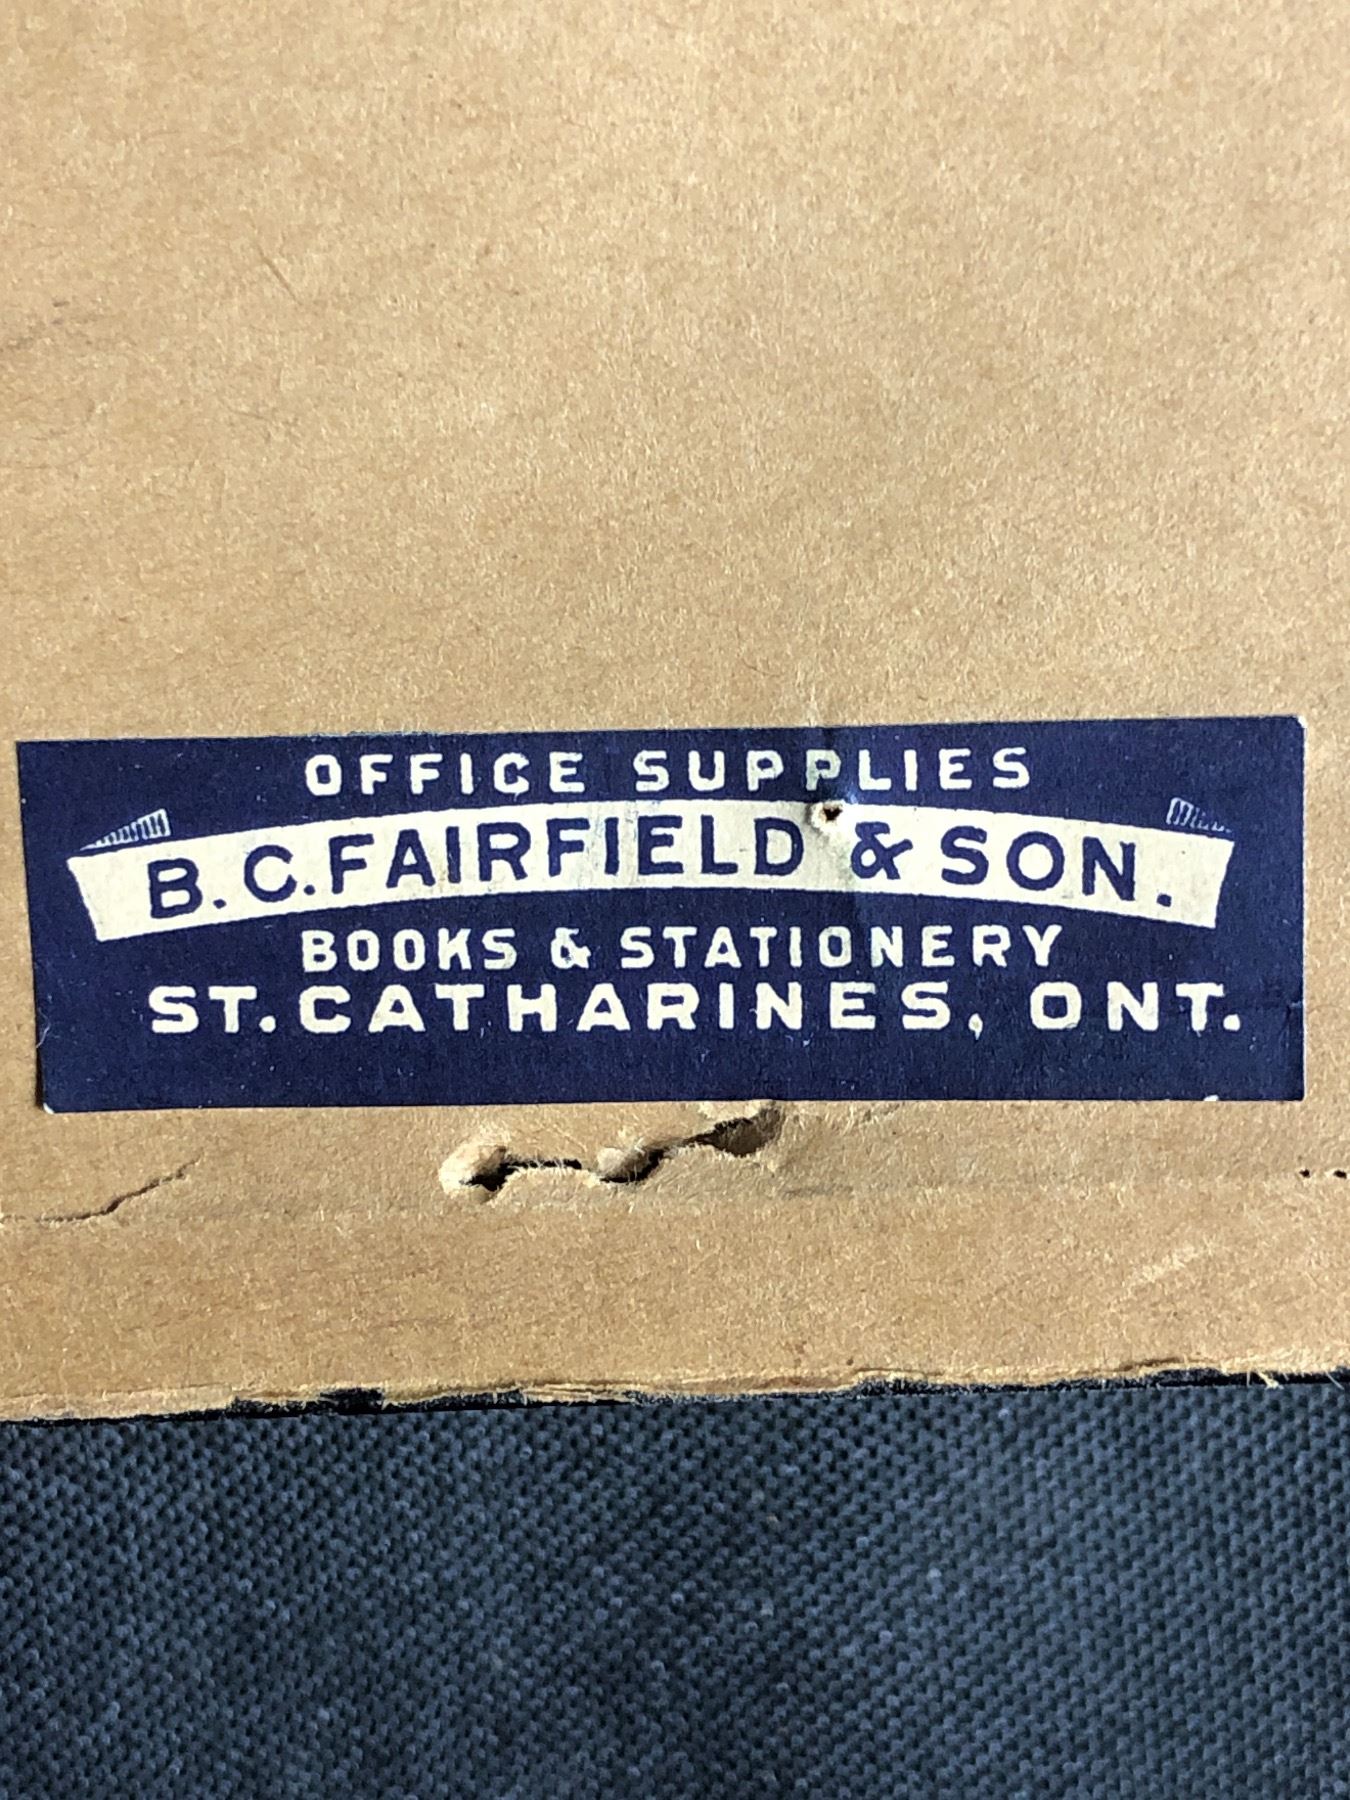 OFFICE SUPPLIES
B. C. FAIRFIELD & SON.
BOOKS & STATIONERY
ST. CATHARINES, ONT.